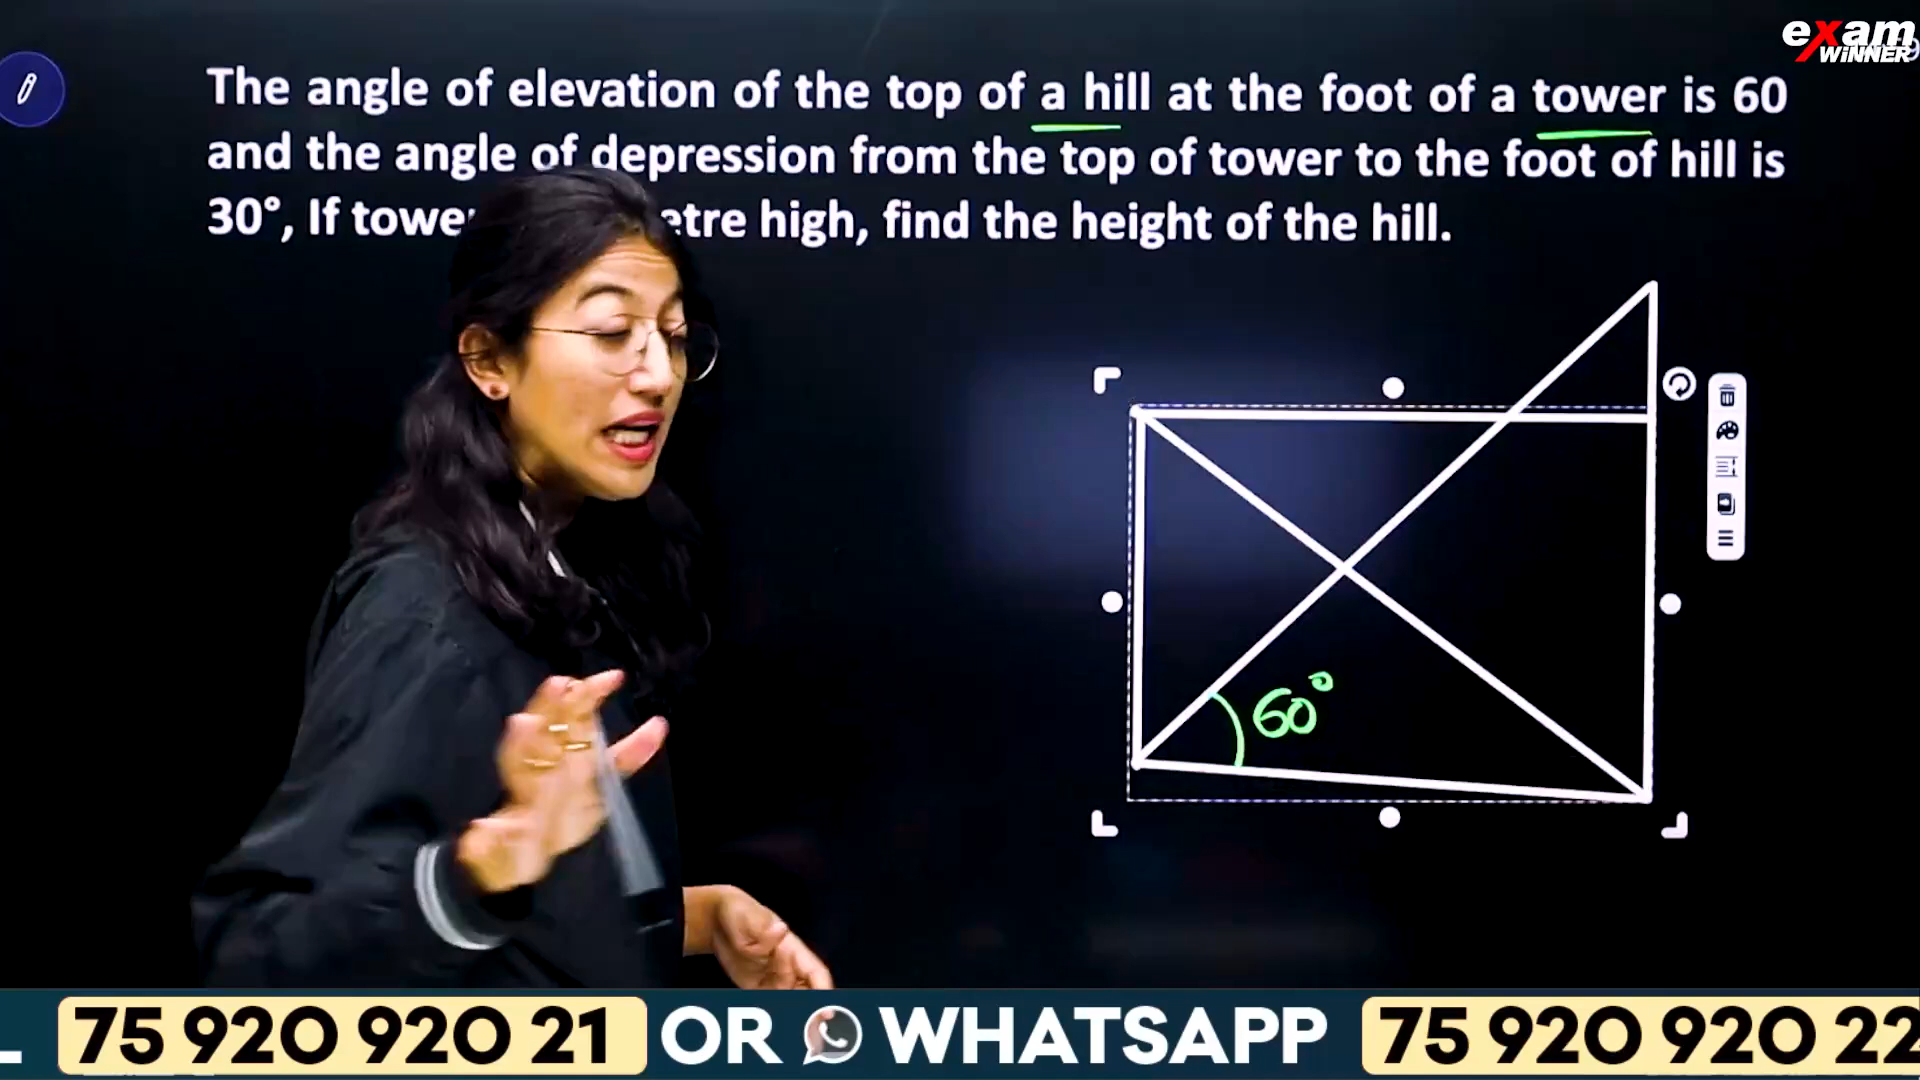 exam
WINNER
The angle of elevation of the top of a hill at the foot of a tower is 60
and the angle of depression from the top of tower to the foot of hill is
30°, If tower etre high, find the height of the hill.
60°
75 920 920 21 OR WHATSAPP 75 920 920 22